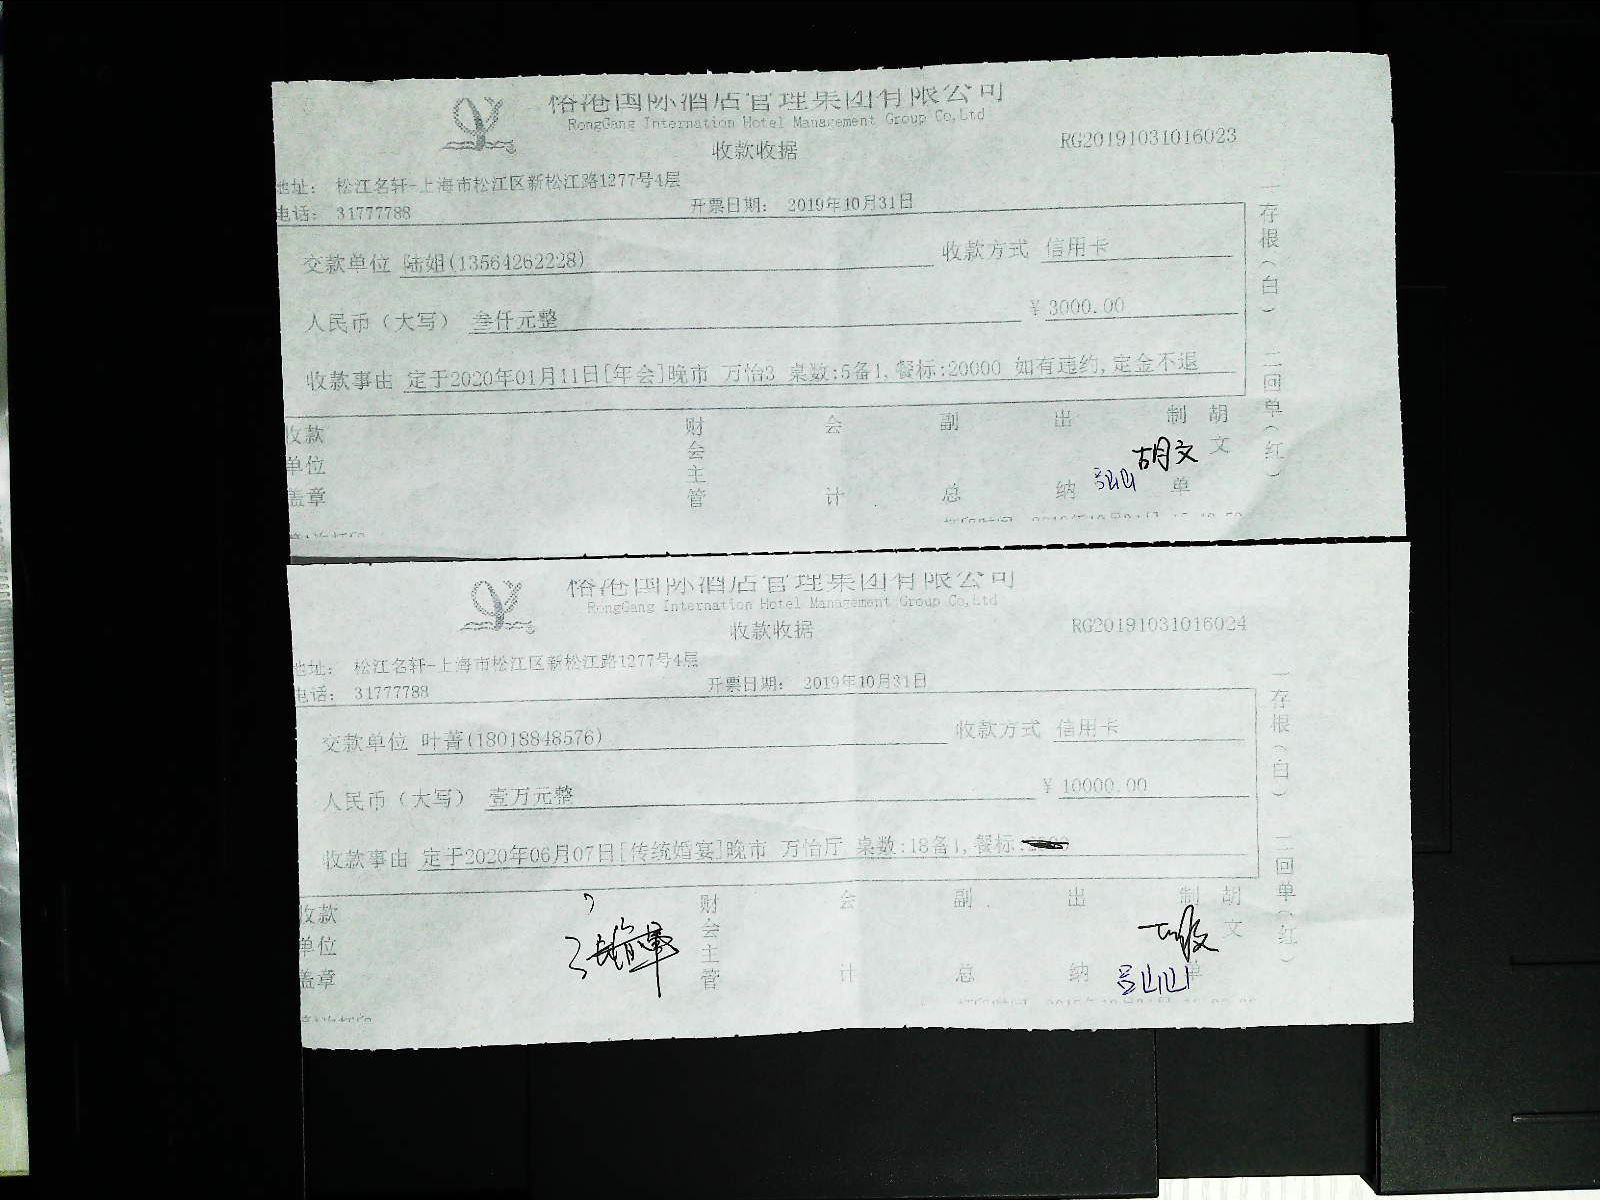 国际酒店管理集团有限公司
RongGang Internation Hotel Management Group Co,Ltd
收款收据
RG20191031016023
地址： 松江名轩-上海市松江区新松江路1277号4层
电话： 31777788
开票日期： 2019年10月31日
交款单位 陆姐(13564262228)
收款方式 信用卡
人民币（大写） 叁仟元整
￥ 3000.00
收款事由 定于2020年01月11日[年会]晚市 万怡3 桌数:5备1,餐标:20000 如有违约,定金不退
一存根（白） 二回单（红）
收款单位盖章
财会主管
会计
副总
出纳
制单
胡文
胡文
国际酒店管理集团有限公司
RongGang Internation Hotel Management Group Co,Ltd
收款收据
RG20191031016024
地址： 松江名轩-上海市松江区新松江路1277号4层
电话： 31777788
开票日期： 2019年10月31日
交款单位 叶菁(18018848576)
收款方式 信用卡
人民币（大写） 壹万元整
￥ 10000.00
收款事由 定于2020年06月07日[传统婚宴]晚市 万怡厅 桌数:18备1,餐标:
一存根（白） 二回单（红）
收款单位盖章
财会主管
会计
副总
出纳
制单
胡文